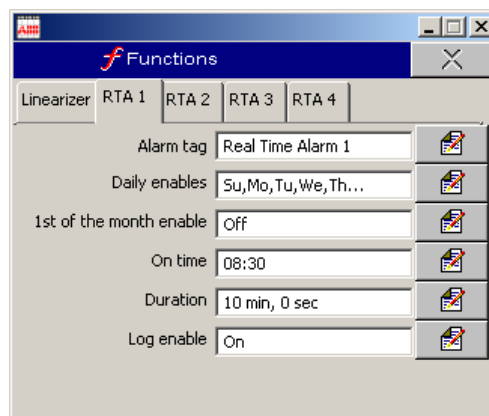 ABB
f Functions
Linearizer RTA 1 RTA 2 RTA 3 RTA 4
Alarm tag Real Time Alarm 1
Daily enables Su,Mo,Tu,We,Th...
1st of the month enable Off
On time 08:30
Duration 10 min, 0 sec
Log enable On